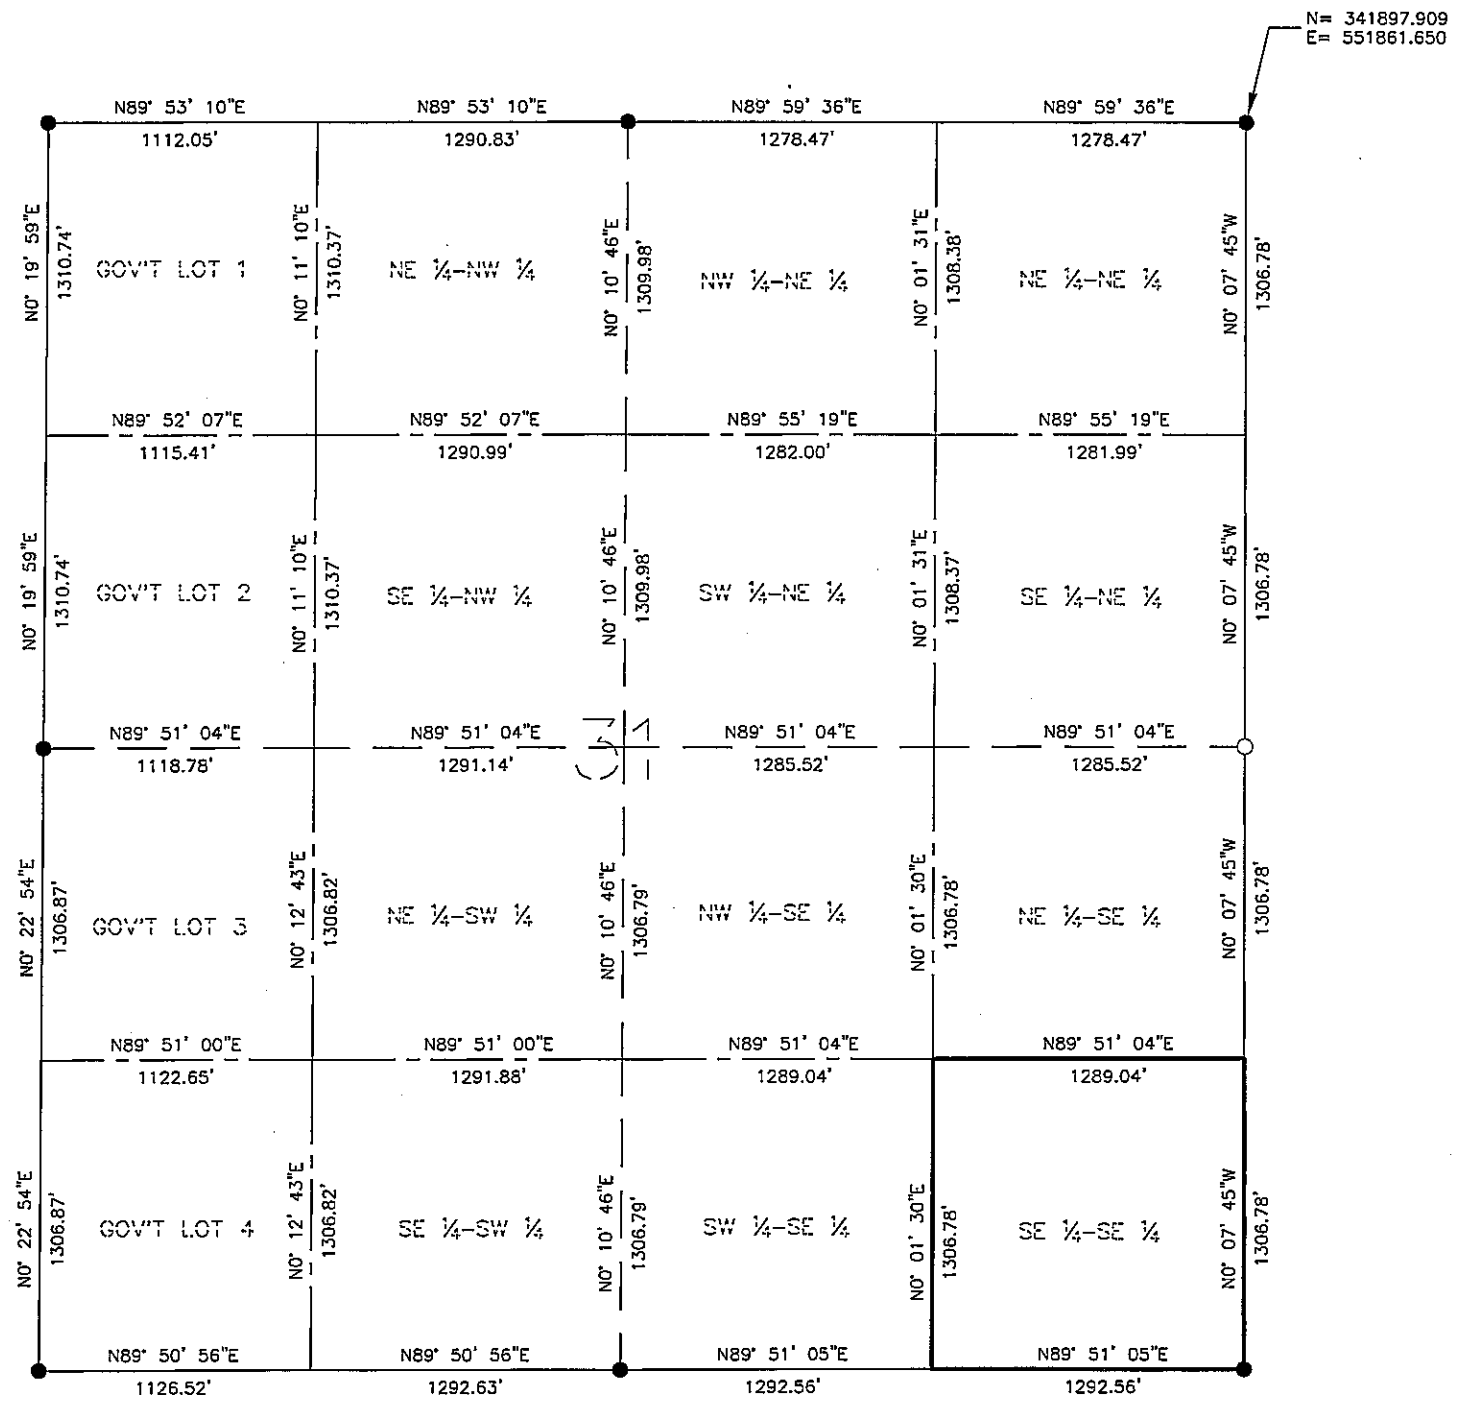 N= 341897.909
E= 551861.650
N89° 53' 10"E N89° 53' 10"E N89° 59' 36"E N89° 59' 36"E
1112.05' 1290.83' 1278.47' 1278.47'
N0° 19' 59"E
1310.74'
GOV'T LOT 1
N0° 11' 10"E
1310.37'
NE ¼-NW ¼
N0° 10' 46"E
1309.98'
NW ¼-NE ¼
N0° 01' 31"E
1308.38'
NE ¼-NE ¼
N0° 07' 45"W
1306.78'
N89° 52' 07"E N89° 52' 07"E N89° 55' 19"E N89° 55' 19"E
1115.41' 1290.99' 1282.00' 1281.99'
N0° 19' 59"E
1310.74'
GOV'T LOT 2
N0° 11' 10"E
1310.37'
SE ¼-NW ¼
N0° 10' 46"E
1309.98'
SW ¼-NE ¼
N0° 01' 31"E
1308.37'
SE ¼-NE ¼
N0° 07' 45"W
1306.78'
N89° 51' 04"E N89° 51' 04"E N89° 51' 04"E N89° 51' 04"E
31
1118.78' 1291.14' 1285.52' 1285.52'
N0° 22' 54"E
1306.87'
GOV'T LOT 3
N0° 12' 43"E
1306.82'
NE ¼-SW ¼
N0° 10' 46"E
1306.79'
NW ¼-SE ¼
N0° 01' 30"E
1306.78'
NE ¼-SE ¼
N0° 07' 45"W
1306.78'
N89° 51' 00"E N89° 51' 00"E N89° 51' 04"E N89° 51' 04"E
1122.65' 1291.88' 1289.04' 1289.04'
N0° 22' 54"E
1306.87'
GOV'T LOT 4
N0° 12' 43"E
1306.82'
SE ¼-SW ¼
N0° 10' 46"E
1306.79'
SW ¼-SE ¼
N0° 01' 30"E
1306.78'
SE ¼-SE ¼
N0° 07' 45"W
1306.78'
N89° 50' 56"E N89° 50' 56"E N89° 51' 05"E N89° 51' 05"E
1126.52' 1292.63' 1292.56' 1292.56'